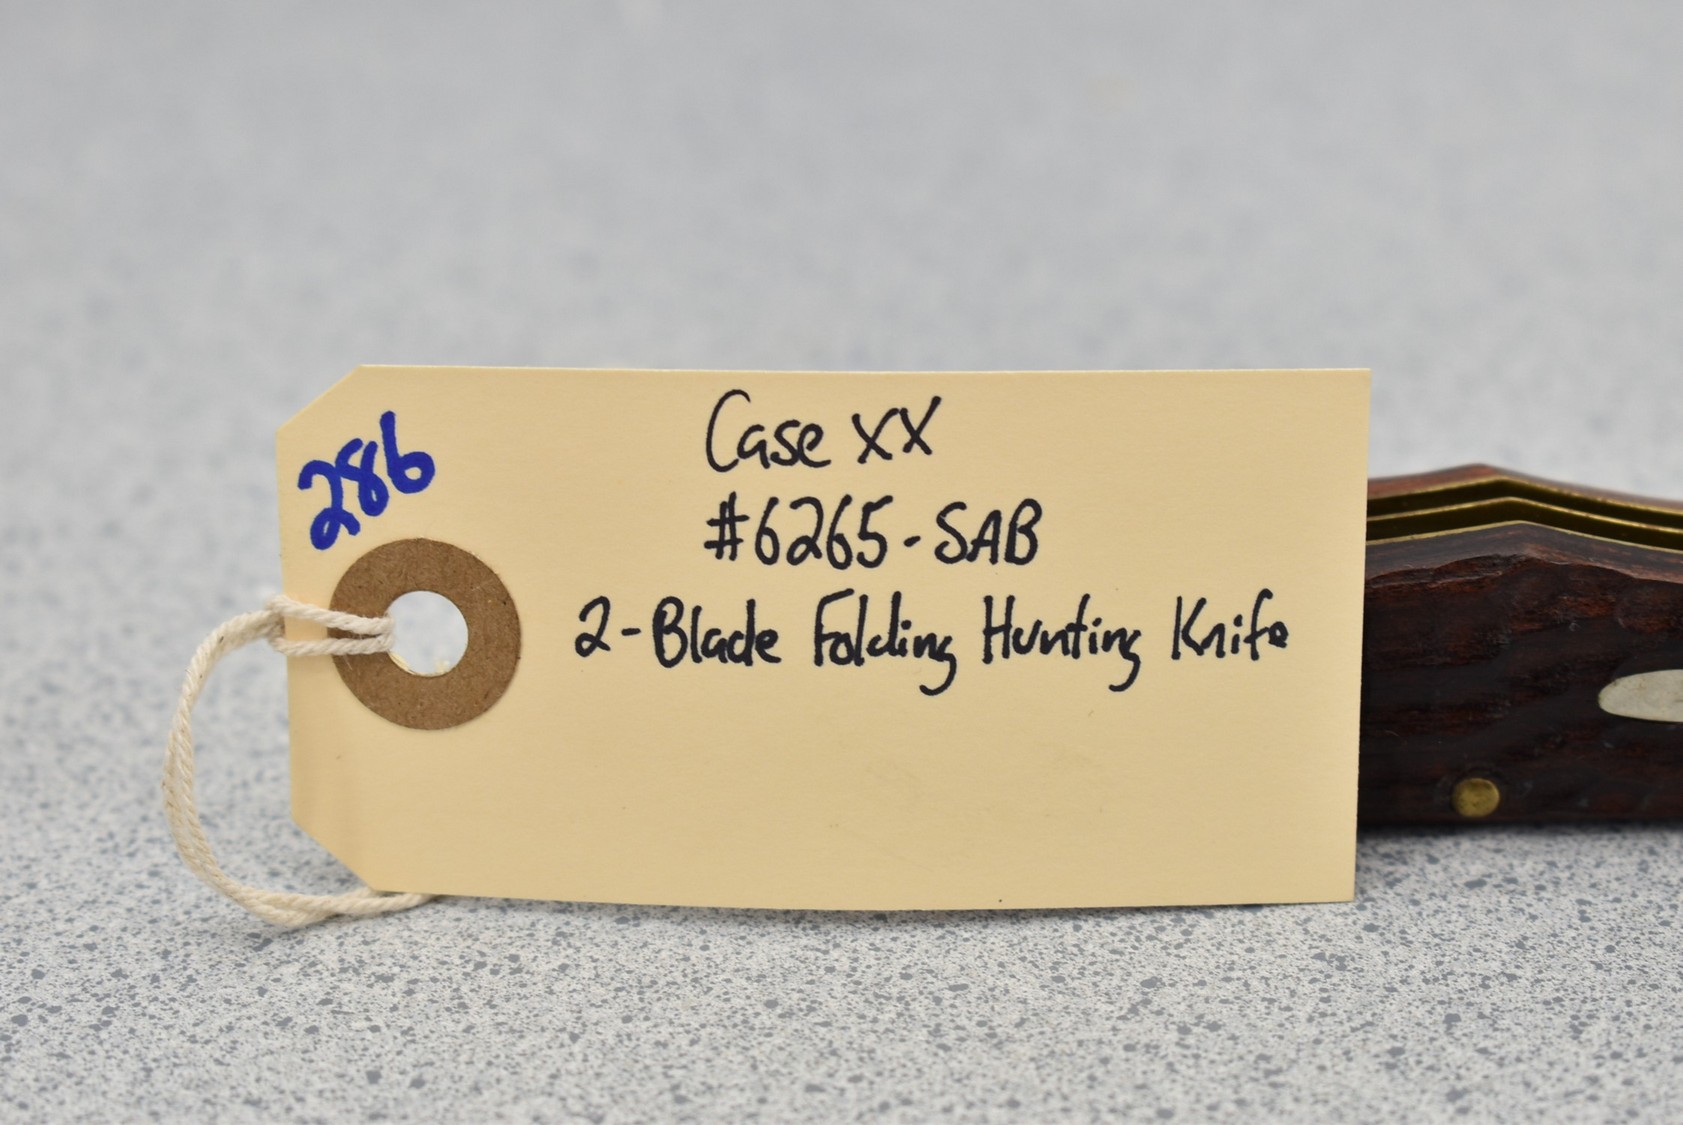 286
Case XX
#6265-SAB
2-Blade Folding Hunting Knife